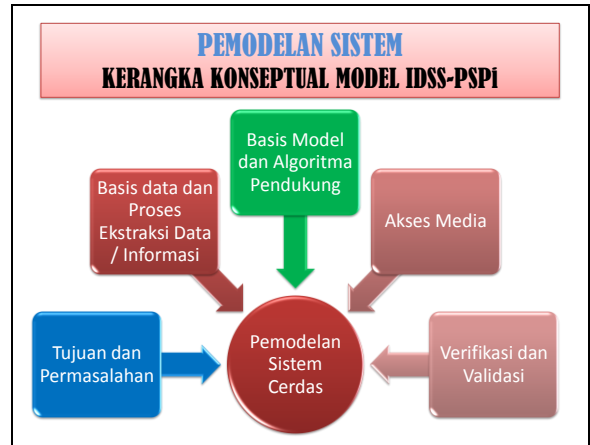 PEMODELAN SISTEM
KERANGKA KONSEPTUAL MODEL IDSS-PSPi
Basis Model
dan Algoritma
Pendukung
Basis data dan
Proses
Ekstraksi Data
/ Informasi
Akses Media
Tujuan dan
Permasalahan
Pemodelan
Sistem
Cerdas
Verifikasi dan
Validasi